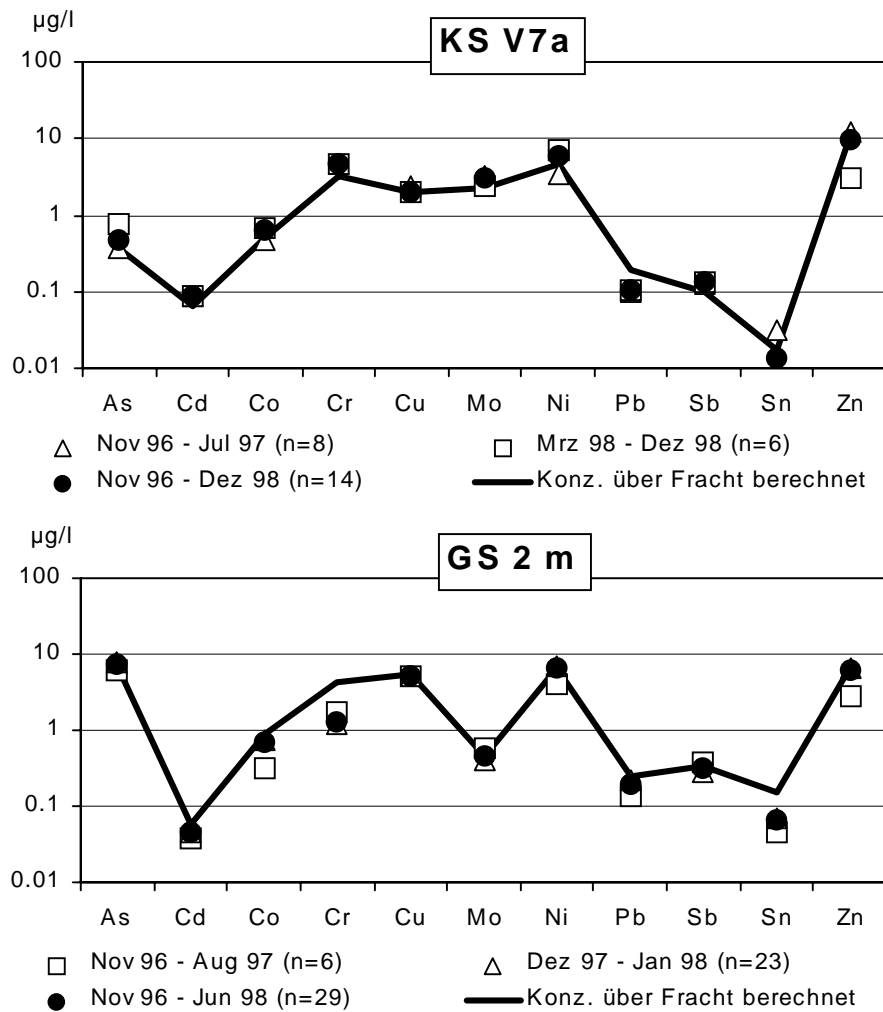 µg/l
KS V7a
100
10
1
0.1
0.01
As Cd Co Cr Cu Mo Ni Pb Sb Sn Zn
Nov 96 - Jul 97 (n=8) Mrz 98 - Dez 98 (n=6)
Nov 96 - Dez 98 (n=14) Konz. über Fracht berechnet
µg/l
GS 2 m
100
10
1
0.1
0.01
As Cd Co Cr Cu Mo Ni Pb Sb Sn Zn
Nov 96 - Aug 97 (n=6) Dez 97 - Jan 98 (n=23)
Nov 96 - Jun 98 (n=29) Konz. über Fracht berechnet